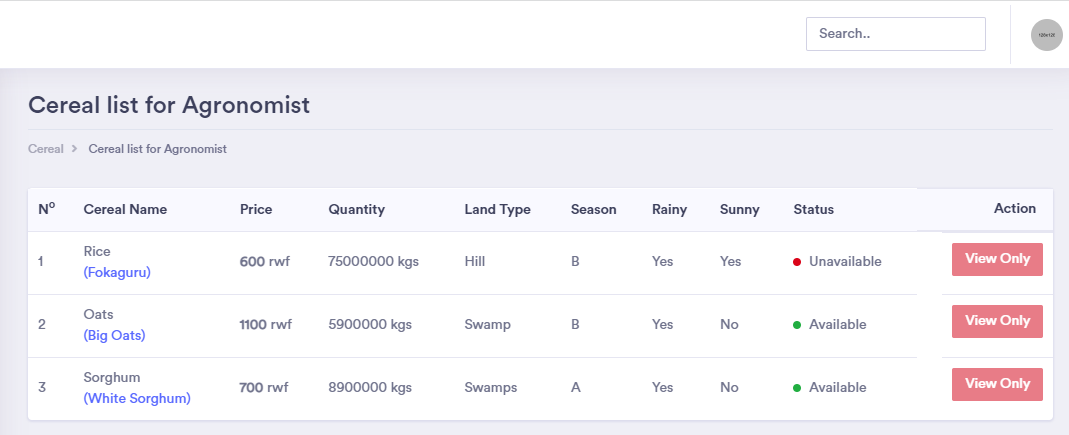 Search..
128x128
Cereal list for Agronomist
Cereal > Cereal list for Agronomist
Nº Cereal Name Price Quantity Land Type Season Rainy Sunny Status Action
1 Rice (Fokaguru) 600 rwf 75000000 kgs Hill B Yes Yes Unavailable View Only
2 Oats (Big Oats) 1100 rwf 5900000 kgs Swamp B Yes No Available View Only
3 Sorghum (White Sorghum) 700 rwf 8900000 kgs Swamps A Yes No Available View Only